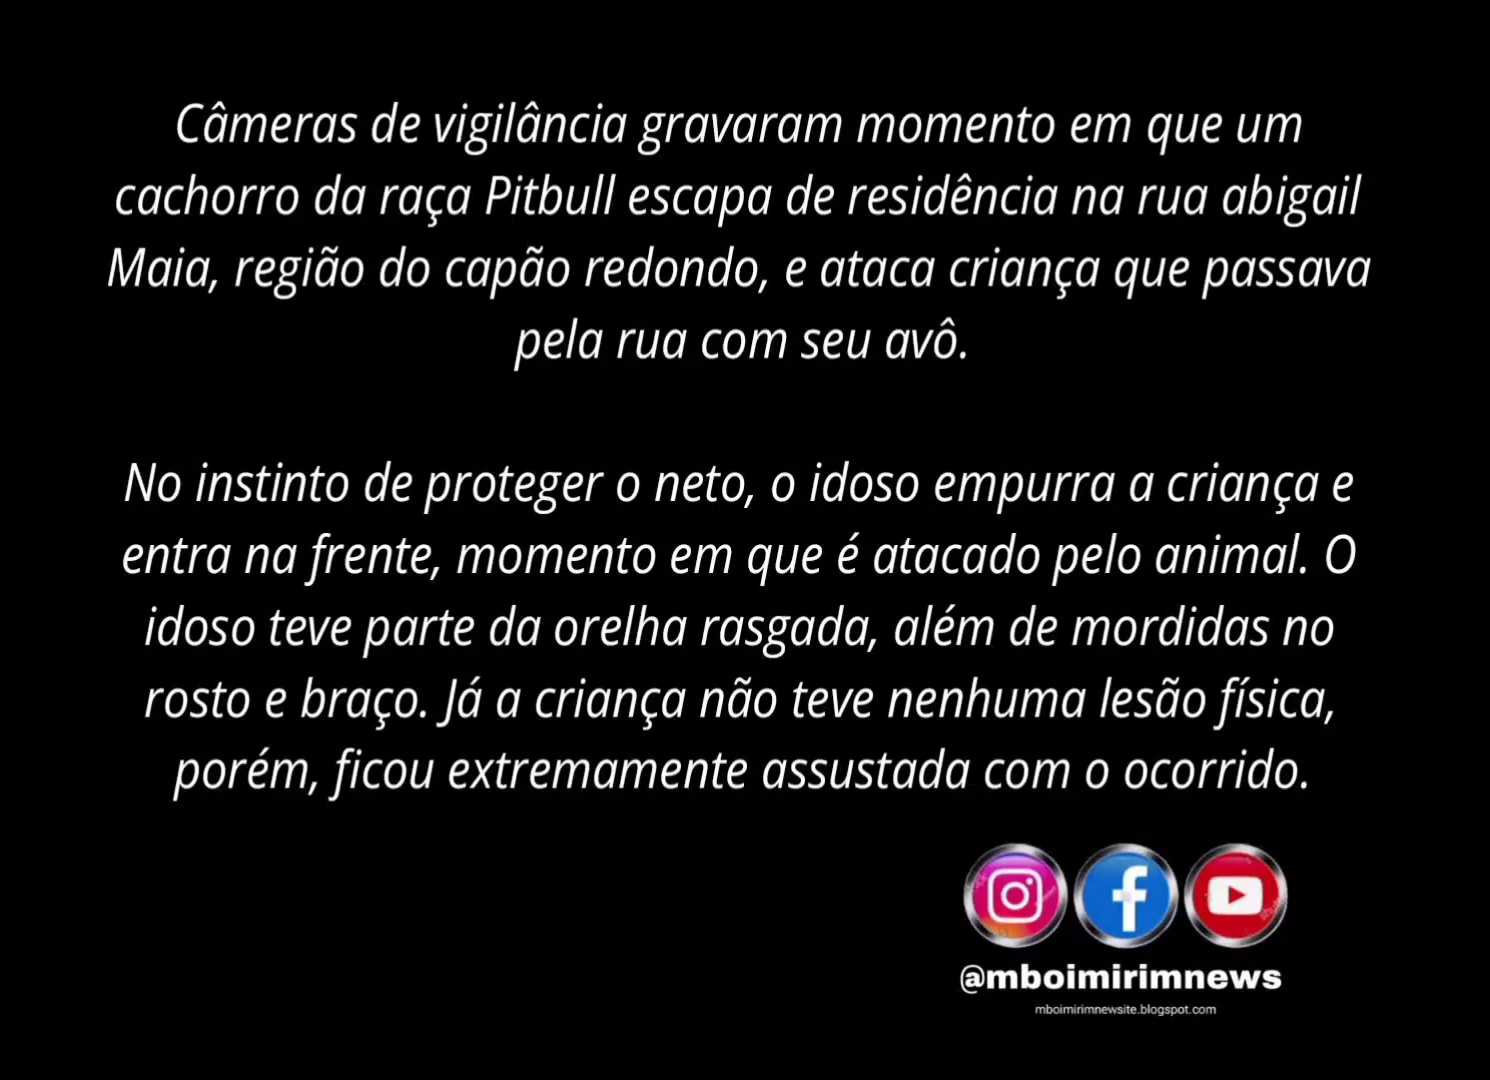 Câmeras de vigilância gravaram momento em que um
cachorro da raça Pitbull escapa de residência na rua abigail
Maia, região do capão redondo, e ataca criança que passava
pela rua com seu avô.
No instinto de proteger o neto, o idoso empurra a criança e
entra na frente, momento em que é atacado pelo animal. O
idoso teve parte da orelha rasgada, além de mordidas no
rosto e braço. Já a criança não teve nenhuma lesão física,
porém, ficou extremamente assustada com o ocorrido.
@mboimirimnews
mboimirimnewsite.blogspot.com